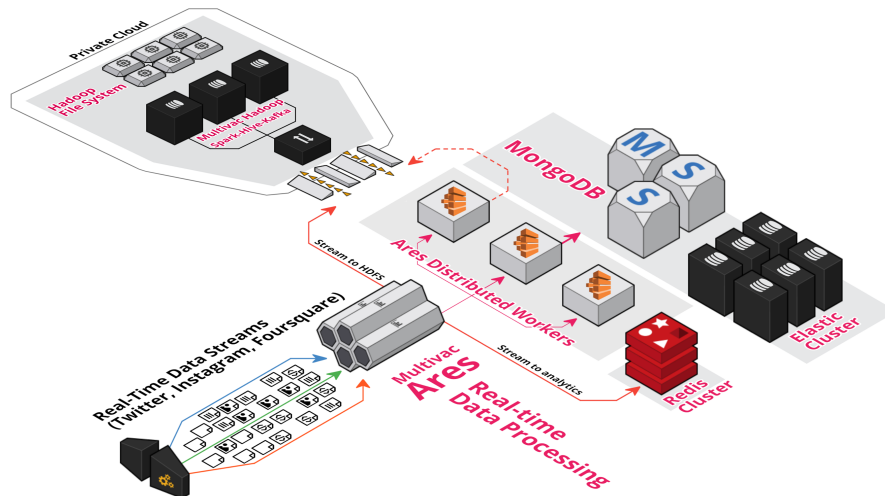 Private Cloud
Hadoop
File System
Multivac Hadoop
Spark-Hive-Kafka
MongoDB
M
S
S
Ares Distributed Workers
Stream to HDFS
Elastic
Cluster
Real-Time Data Streams
(Twitter, Instagram, Foursquare)
Multivac
Ares
Real-time
Data Processing
Stream to analytics
Redis
Cluster